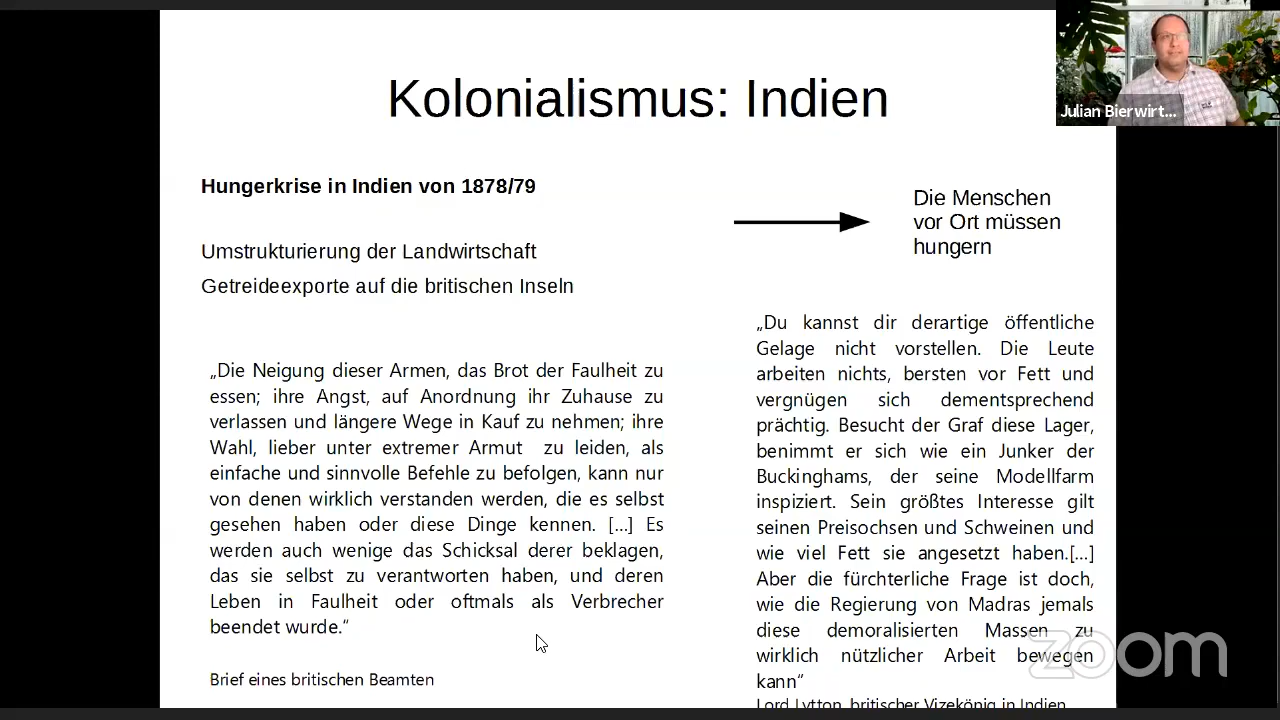 Kolonialismus: Indien
Julian Bierwirt...
Hungerkrise in Indien von 1878/79
Umstrukturierung der Landwirtschaft
Getreideexporte auf die britischen Inseln
Die Menschen
vor Ort müssen
hungern
„Die Neigung dieser Armen, das Brot der Faulheit zu
essen; ihre Angst, auf Anordnung ihr Zuhause zu
verlassen und längere Wege in Kauf zu nehmen; ihre
Wahl, lieber unter extremer Armut zu leiden, als
einfache und sinnvolle Befehle zu befolgen, kann nur
von denen wirklich verstanden werden, die es selbst
gesehen haben oder diese Dinge kennen. [...] Es
werden auch wenige das Schicksal derer beklagen,
das sie selbst zu verantworten haben, und deren
Leben in Faulheit oder oftmals als Verbrecher
beendet wurde.“
Brief eines britischen Beamten
„Du kannst dir derartige öffentliche
Gelage nicht vorstellen. Die Leute
arbeiten nichts, bersten vor Fett und
vergnügen sich dementsprechend
prächtig. Besucht der Graf diese Lager,
benimmt er sich wie ein Junker der
Buckinghams, der seine Modellfarm
inspiziert. Sein größtes Interesse gilt
seinen Preisochsen und Schweinen und
wie viel Fett sie angesetzt haben.[...]
Aber die fürchterliche Frage ist doch,
wie die Regierung von Madras jemals
diese demoralisierten Massen zu
wirklich nützlicher Arbeit bewegen
kann“
Lord Lytton, britischer Vizekönig in Indien
zoom